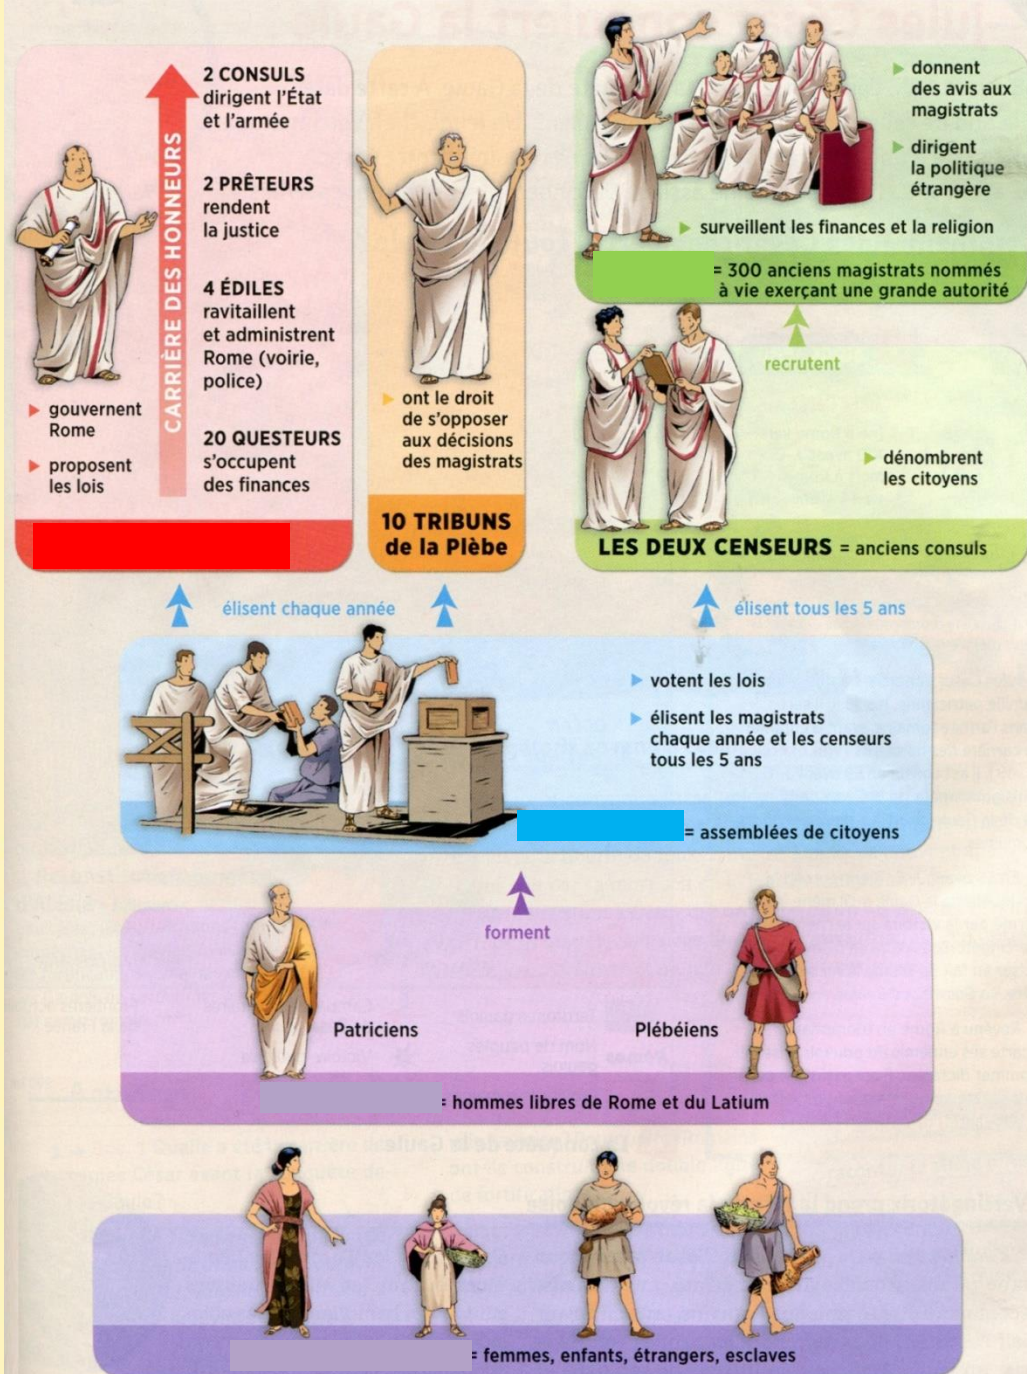 CARRIÈRE DES HONNEURS
2 CONSULS
dirigent l'État
et l'armée
2 PRÊTEURS
rendent
la justice
4 ÉDILES
ravitaillent
et administrent
Rome (voirie,
police)
20 QUESTEURS
s'occupent
des finances
▶ gouvernent
Rome
▶ proposent
les lois
▶ ont le droit
de s'opposer
aux décisions
des magistrats
10 TRIBUNS
de la Plèbe
▶ donnent
des avis aux
magistrats
▶ dirigent
la politique
étrangère
▶ surveillent les finances et la religion
= 300 anciens magistrats nommés
à vie exerçant une grande autorité
recrutent
▶ dénombrent
les citoyens
LES DEUX CENSEURS = anciens consuls
élisent chaque année
élisent tous les 5 ans
▶ votent les lois
▶ élisent les magistrats
chaque année et les censeurs
tous les 5 ans
= assemblées de citoyens
forment
Patriciens
Plébéiens
= hommes libres de Rome et du Latium
= femmes, enfants, étrangers, esclaves